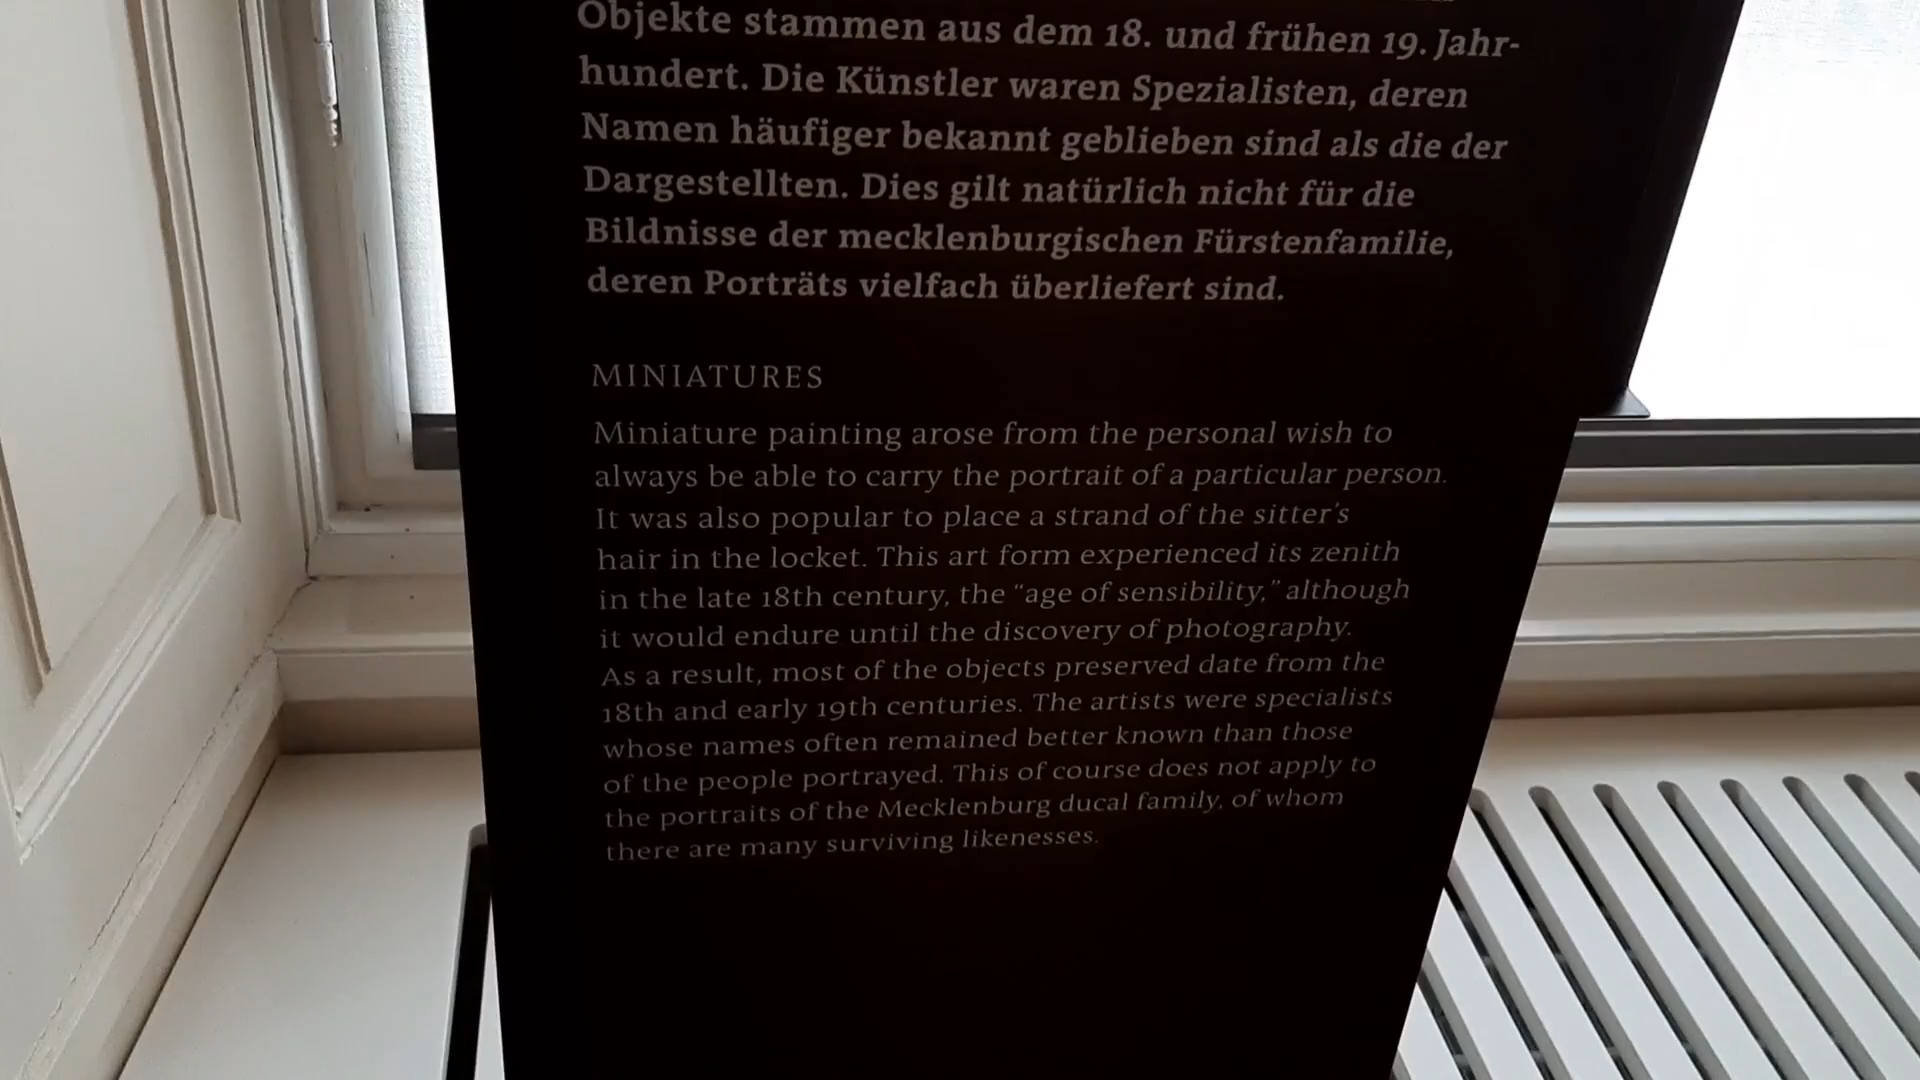 Objekte stammen aus dem 18. und frühen 19. Jahr-
hundert. Die Künstler waren Spezialisten, deren
Namen häufiger bekannt geblieben sind als die der
Dargestellten. Dies gilt natürlich nicht für die
Bildnisse der mecklenburgischen Fürstenfamilie,
deren Porträts vielfach überliefert sind.
MINIATURES
Miniature painting arose from the personal wish to
always be able to carry the portrait of a particular person.
It was also popular to place a strand of the sitter's
hair in the locket. This art form experienced its zenith
in the late 18th century, the “age of sensibility,” although
it would endure until the discovery of photography.
As a result, most of the objects preserved date from the
18th and early 19th centuries. The artists were specialists
whose names often remained better known than those
of the people portrayed. This of course does not apply to
the portraits of the Mecklenburg ducal family, of whom
there are many surviving likenesses.